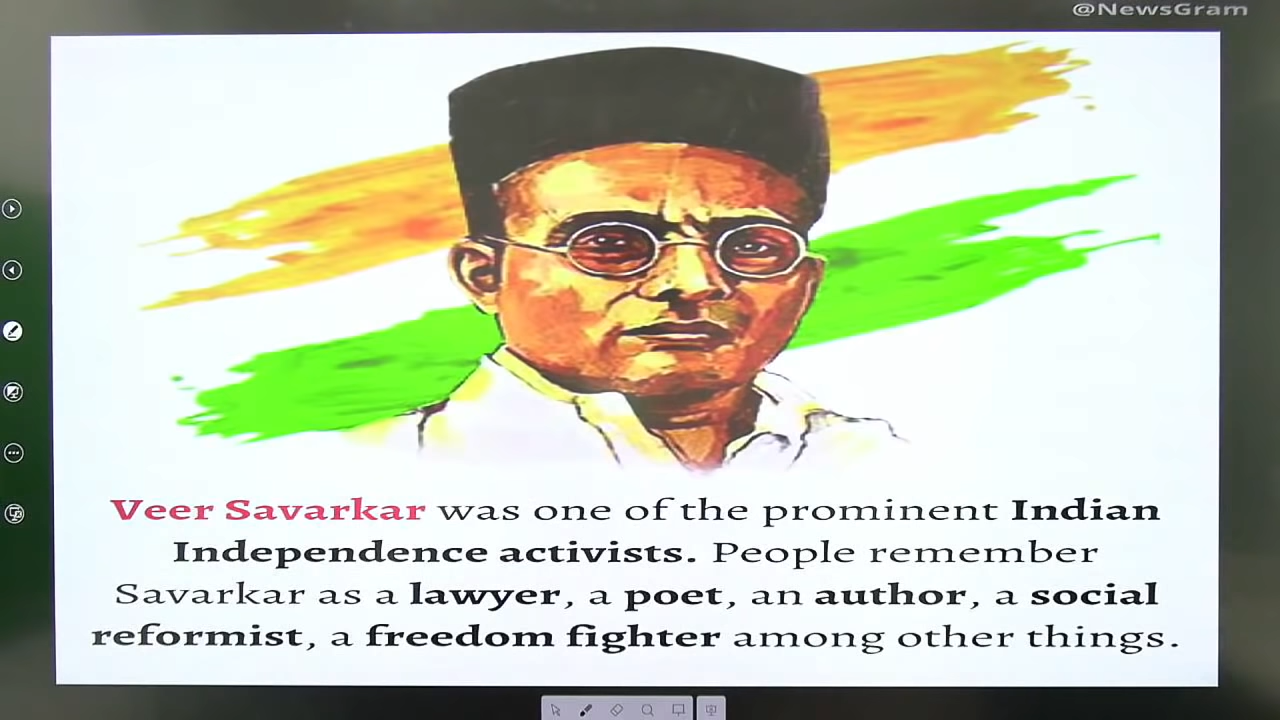 @NewsGram
Veer Savarkar was one of the prominent Indian
Independence activists. People remember
Savarkar as a lawyer, a poet, an author, a social
reformist, a freedom fighter among other things.